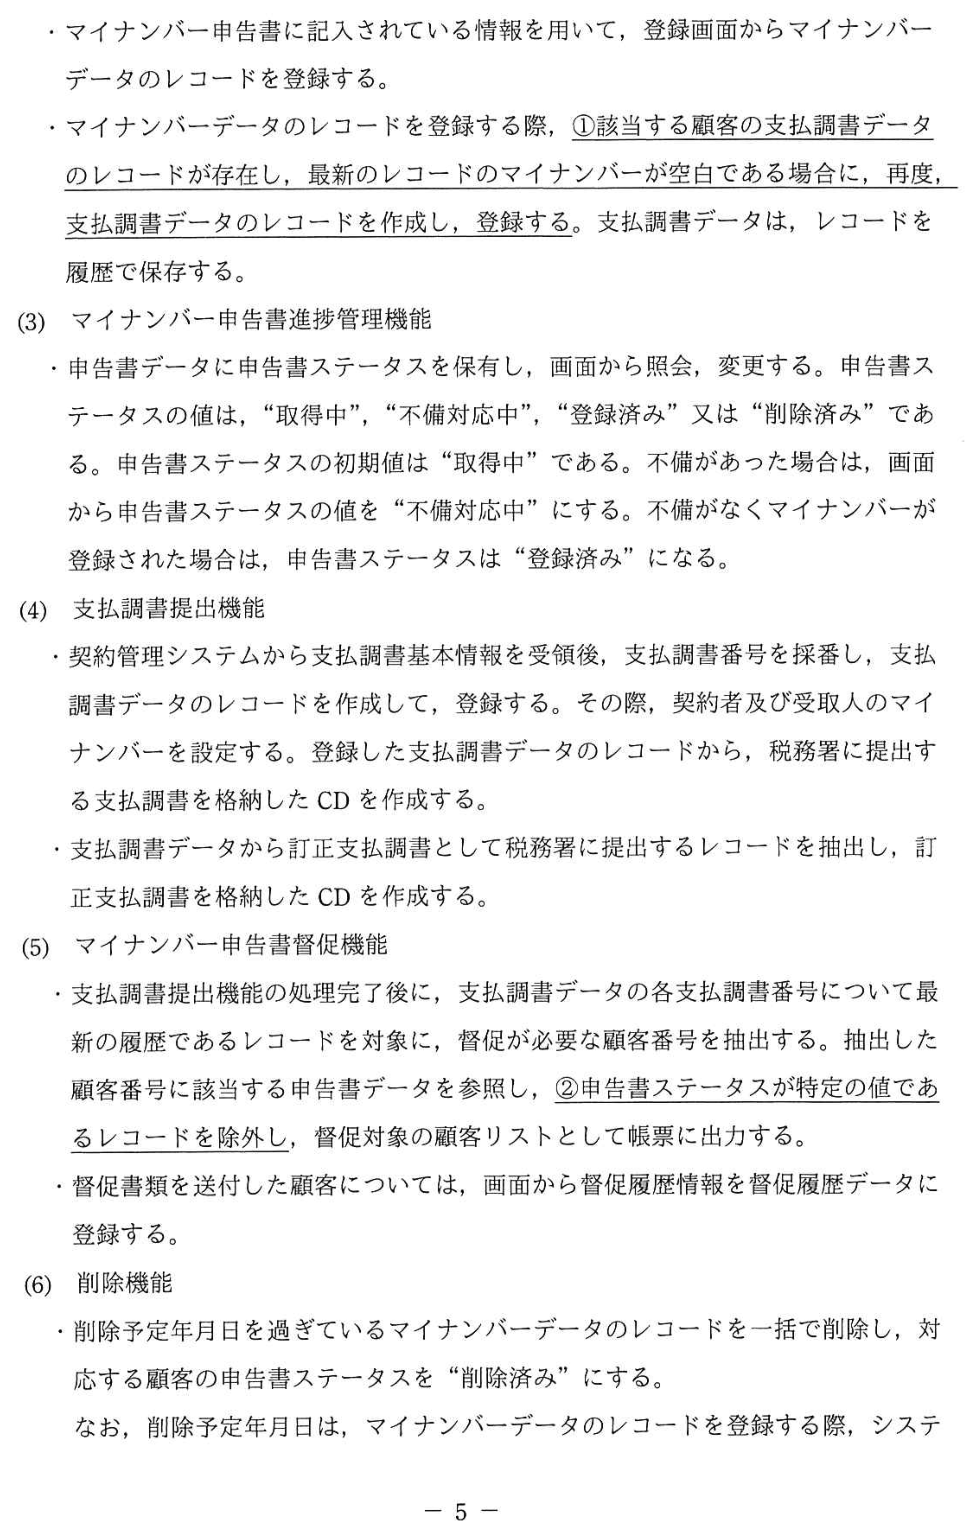 ・マイナンバー申告書に記入されている情報を用いて，登録画面からマイナンバー
データのレコードを登録する。
・マイナンバーデータのレコードを登録する際，①該当する顧客の支払調書データ
のレコードが存在し，最新のレコードのマイナンバーが空白である場合に，再度，
支払調書データのレコードを作成し，登録する。支払調書データは，レコードを
履歴で保存する。
(3)　マイナンバー申告書進捗管理機能
・申告書データに申告書ステータスを保有し，画面から照会，変更する。申告書ス
テータスの値は，“取得中”，“不備対応中”，“登録済み”又は“削除済み”であ
る。申告書ステータスの初期値は“取得中”である。不備があった場合は，画面
から申告書ステータスの値を“不備対応中”にする。不備がなくマイナンバーが
登録された場合は，申告書ステータスは“登録済み”になる。
(4)　支払調書提出機能
・契約管理システムから支払調書基本情報を受領後，支払調書番号を採番し，支払
調書データのレコードを作成して，登録する。その際，契約者及び受取人のマイ
ナンバーを設定する。登録した支払調書データのレコードから，税務署に提出す
る支払調書を格納した CD を作成する。
・支払調書データから訂正支払調書として税務署に提出するレコードを抽出し，訂
正支払調書を格納した CD を作成する。
(5)　マイナンバー申告書督促機能
・支払調書提出機能の処理完了後に，支払調書データの各支払調書番号について最
新の履歴であるレコードを対象に，督促が必要な顧客番号を抽出する。抽出した
顧客番号に該当する申告書データを参照し，②申告書ステータスが特定の値であ
るレコードを除外し，督促対象の顧客リストとして帳票に出力する。
・督促書類を送付した顧客については，画面から督促履歴情報を督促履歴データに
登録する。
(6)　削除機能
・削除予定年月日を過ぎているマイナンバーデータのレコードを一括で削除し，対
応する顧客の申告書ステータスを“削除済み”にする。
なお，削除予定年月日は，マイナンバーデータのレコードを登録する際，システ
－ 5 －